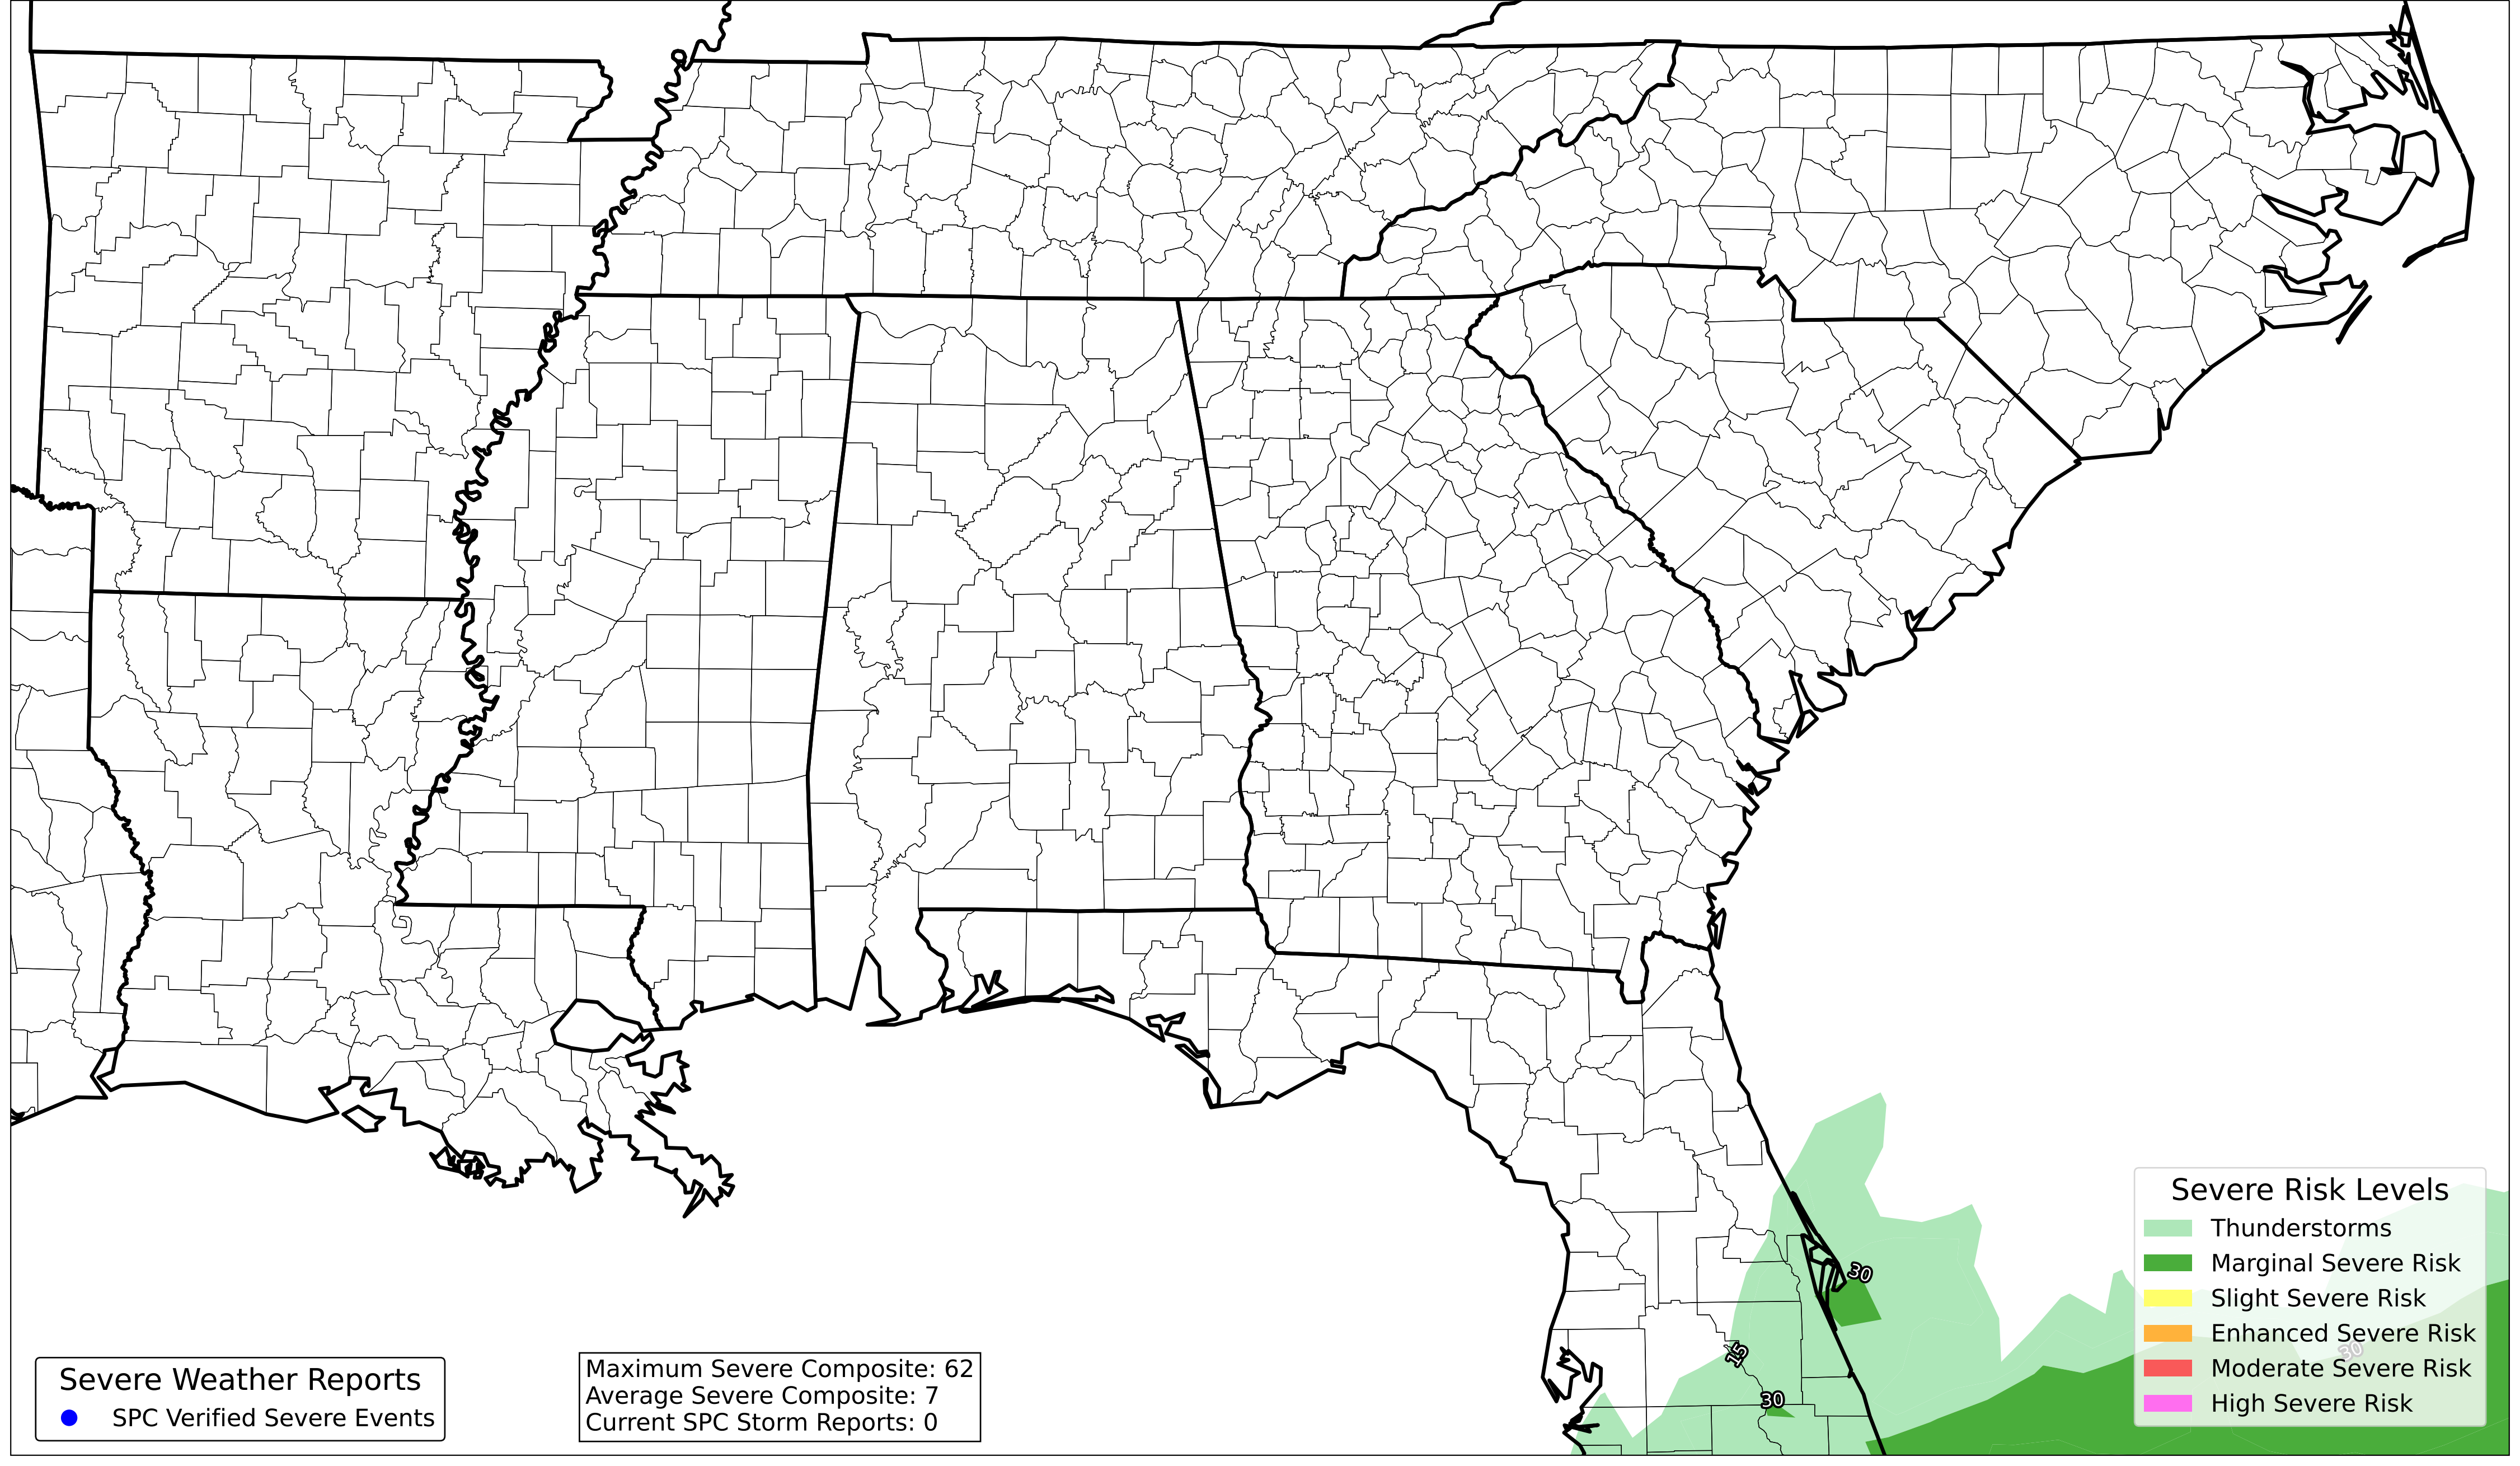 30
Severe Risk Levels
Thunderstorms
Marginal Severe Risk
Slight Severe Risk
Enhanced Severe Risk
Moderate Severe Risk
High Severe Risk
30
15
30
Severe Weather Reports
SPC Verified Severe Events
Maximum Severe Composite: 62
Average Severe Composite: 7
Current SPC Storm Reports: 0